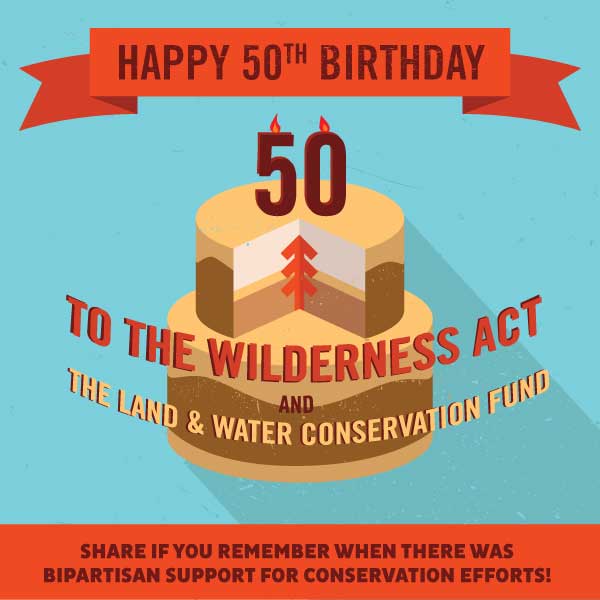 HAPPY 50TH BIRTHDAY
50
TO THE WILDERNESS ACT
AND
THE LAND & WATER CONSERVATION FUND
SHARE IF YOU REMEMBER WHEN THERE WAS
BIPARTISAN SUPPORT FOR CONSERVATION EFFORTS!